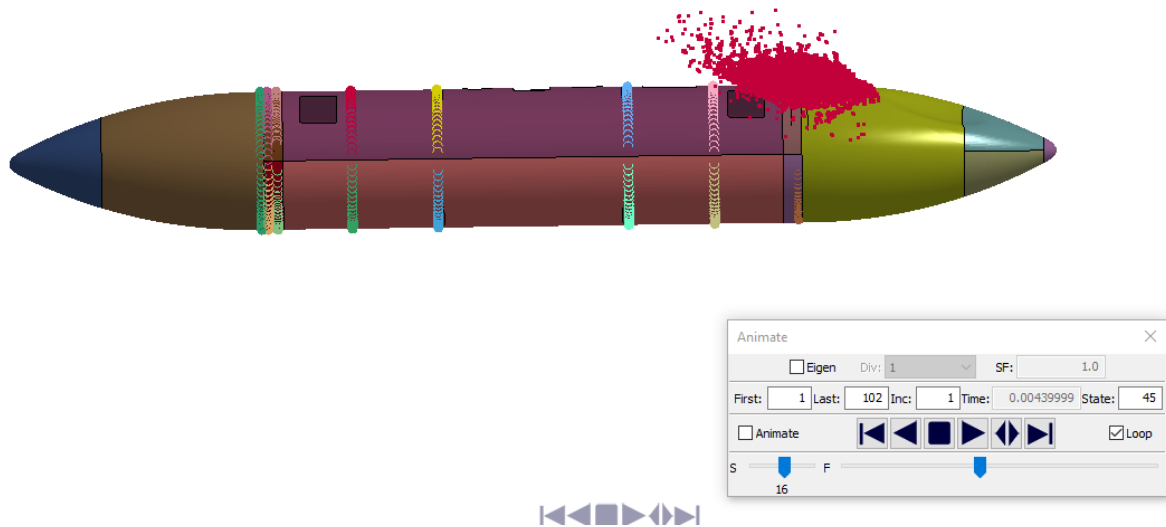 Animate
Eigen Div: 1 SF: 1.0
First: 1 Last: 102 Inc: 1 Time: 0.00439999 State: 45
Animate Loop
S F
16